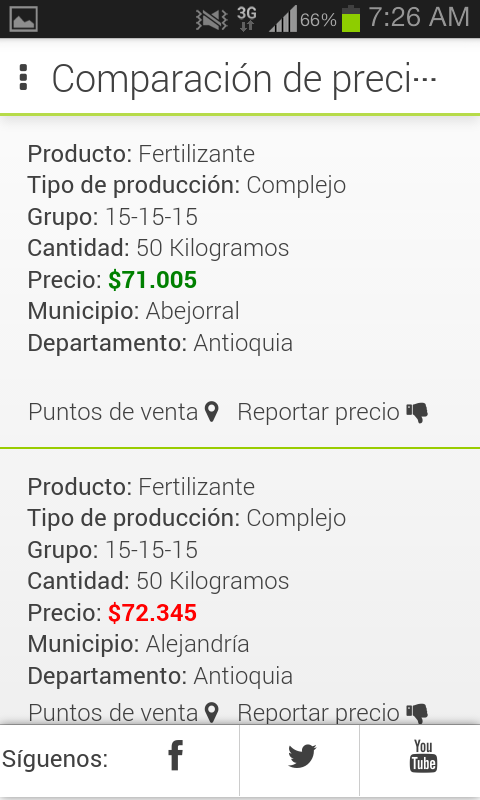 3G 66% 7:26 AM
Comparación de preci...
Producto: Fertilizante
Tipo de producción: Complejo
Grupo: 15-15-15
Cantidad: 50 Kilogramos
Precio: $71.005
Municipio: Abejorral
Departamento: Antioquia
Puntos de venta Reportar precio
Producto: Fertilizante
Tipo de producción: Complejo
Grupo: 15-15-15
Cantidad: 50 Kilogramos
Precio: $72.345
Municipio: Alejandría
Departamento: Antioquia
Puntos de venta Reportar precio
Síguenos: f You
Tube